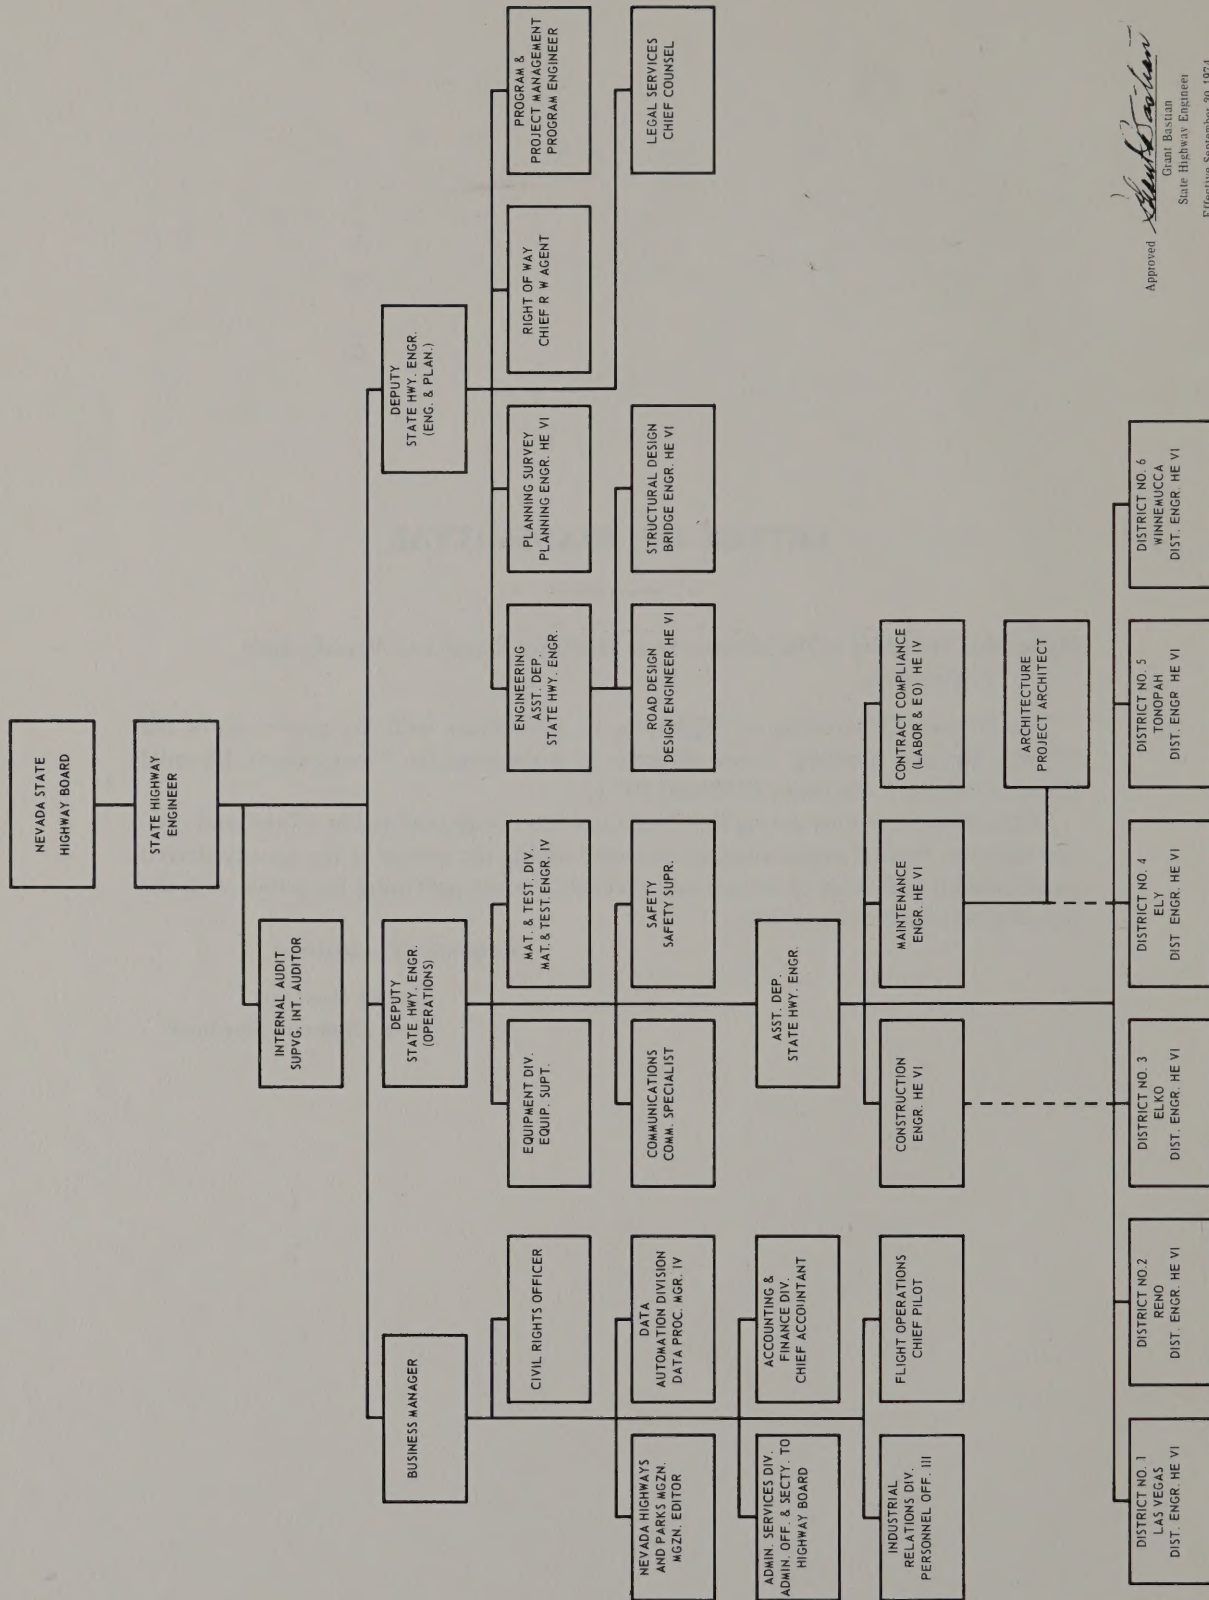 NEVADA STATE
HIGHWAY BOARD
STATE HIGHWAY
ENGINEER
INTERNAL AUDIT
SUPVG. INT. AUDITOR
BUSINESS MANAGER
DEPUTY
STATE HWY. ENGR.
(OPERATIONS)
DEPUTY
STATE HWY. ENGR.
(ENG. & PLAN.)
CIVIL RIGHTS OFFICER
EQUIPMENT DIV.
EQUIP. SUPT.
MAT. & TEST. DIV.
MAT. & TEST. ENGR. IV
ENGINEERING
ASST. DEP.
STATE HWY. ENGR.
PLANNING SURVEY
PLANNING ENGR. HE VI
RIGHT OF WAY
CHIEF R W AGENT
PROGRAM &
PROJECT MANAGEMENT
PROGRAM ENGINEER
NEVADA HIGHWAYS
AND PARKS MGZN.
MGZN. EDITOR
DATA
AUTOMATION DIVISION
DATA PROC. MGR. IV
COMMUNICATIONS
COMM. SPECIALIST
SAFETY
SAFETY SUPR.
ROAD DESIGN
DESIGN ENGINEER HE VI
STRUCTURAL DESIGN
BRIDGE ENGR. HE VI
LEGAL SERVICES
CHIEF COUNSEL
ADMIN. SERVICES DIV.
ADMIN. OFF. & SECTY. TO
HIGHWAY BOARD
ACCOUNTING &
FINANCE DIV.
CHIEF ACCOUNTANT
ASST. DEP.
STATE HWY. ENGR.
INDUSTRIAL
RELATIONS DIV.
PERSONNEL OFF. III
FLIGHT OPERATIONS
CHIEF PILOT
CONSTRUCTION
ENGR. HE VI
MAINTENANCE
ENGR. HE VI
CONTRACT COMPLIANCE
(LABOR & EO) HE IV
ARCHITECTURE
PROJECT ARCHITECT
DISTRICT NO. 1
LAS VEGAS
DIST. ENGR. HE VI
DISTRICT NO.2
RENO
DIST. ENGR. HE VI
DISTRICT NO. 3
ELKO
DIST. ENGR. HE VI
DISTRICT NO. 4
ELY
DIST ENGR. HE VI
DISTRICT NO. 5
TONOPAH
DIST. ENGR HE VI
DISTRICT NO. 6
WINNEMUCCA
DIST. ENGR. HE VI
Approved Grant Bastian
Grant Bastian
State Highway Engineer
Effective September 20, 1974